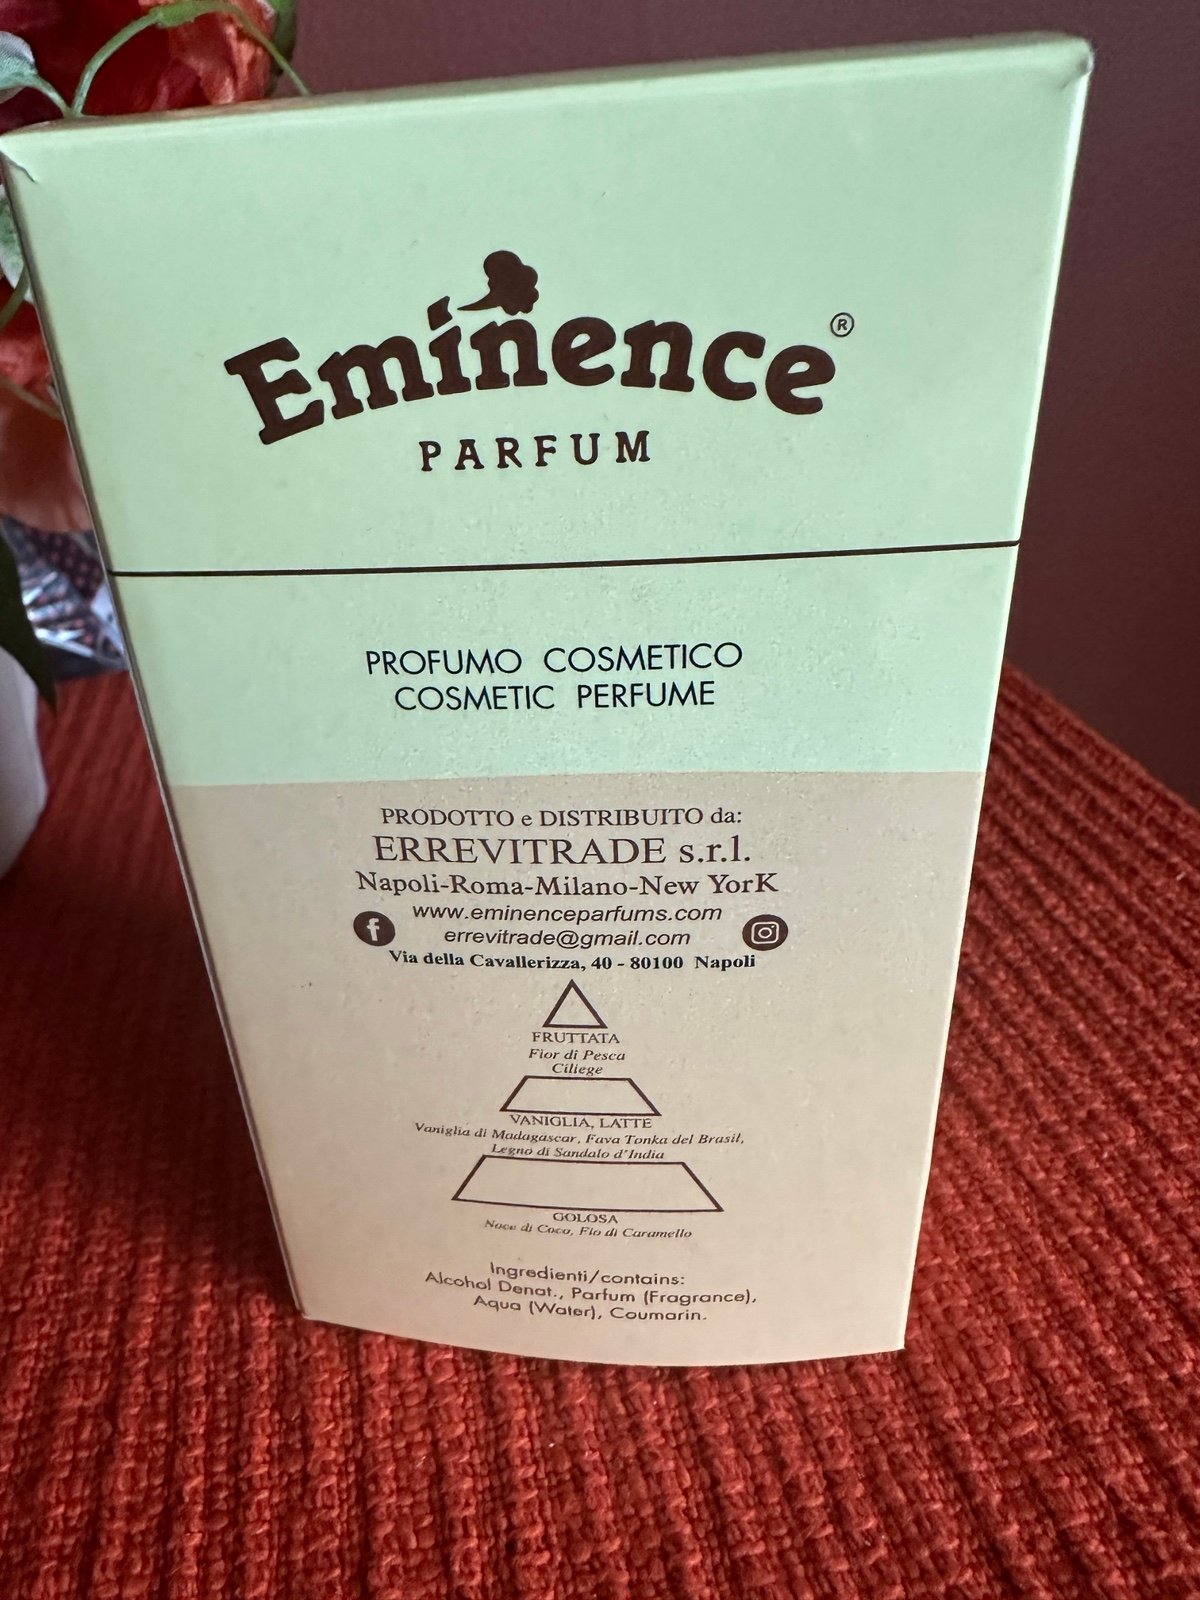 Eminence®
PARFUM
PROFUMO COSMETICO
COSMETIC PERFUME
PRODOTTO e DISTRIBUITO da:
ERREVITRADE s.r.l.
Napoli-Roma-Milano-New YorK
www.eminenceparfums.com
errevitrade@gmail.com
Via della Cavallerizza, 40 - 80100 Napoli
FRUTTATA
Fior di Pesca
Ciliege
VANIGLIA, LATTE
Vaniglia di Madagascar, Fava Tonka del Brasil,
Legno di Sandalo d'India
GOLOSA
Noce di Coco, Fio di Caramello
Ingredienti/contains:
Alcohol Denat., Parfum (Fragrance),
Aqua (Water), Coumarin.